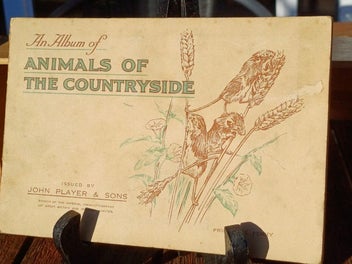 An Album of
ANIMALS OF
THE COUNTRYSIDE
ISSUED BY
JOHN PLAYER & SONS